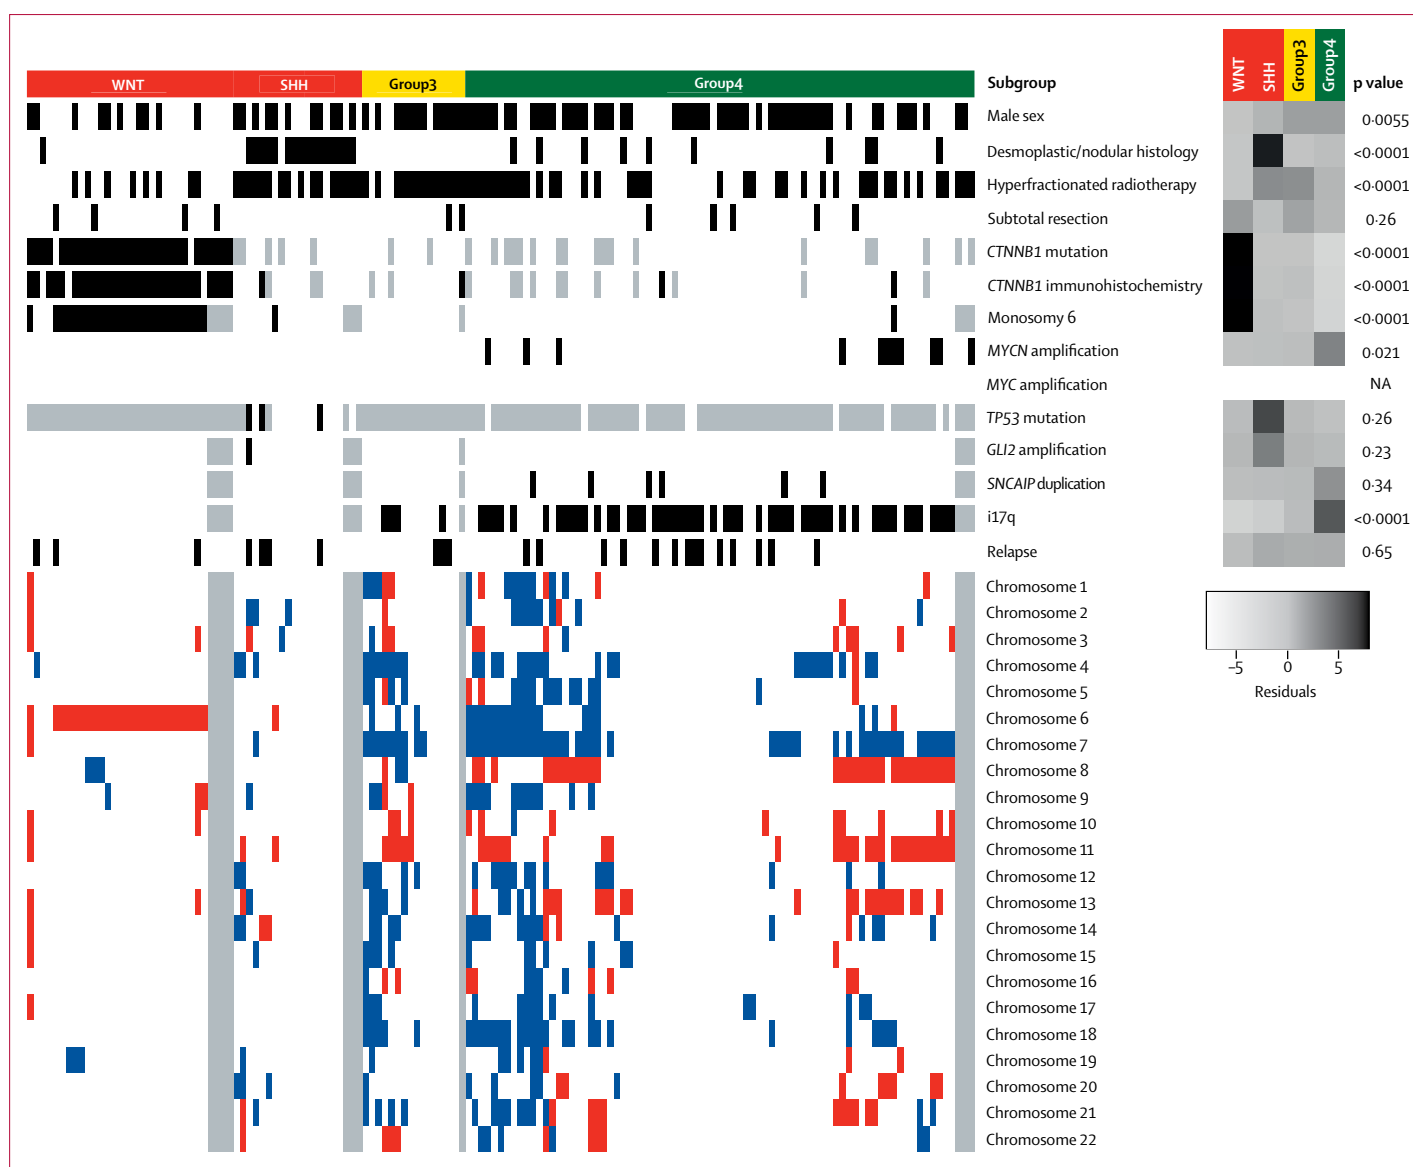 WNT SHH Group3 Group4 Subgroup WNT SHH Group3 Group4 p value
Male sex 0·0055
Desmoplastic/nodular histology <0·0001
Hyperfractionated radiotherapy <0·0001
Subtotal resection 0·26
CTNNB1 mutation <0·0001
CTNNB1 immunohistochemistry <0·0001
Monosomy 6 <0·0001
MYCN amplification 0·021
MYC amplification NA
TP53 mutation 0·26
GLI2 amplification 0·23
SNCAIP duplication 0·34
i17q <0·0001
Relapse 0·65
Chromosome 1
Chromosome 2
Chromosome 3
Chromosome 4
Chromosome 5
Chromosome 6
Chromosome 7
Chromosome 8
Chromosome 9
Chromosome 10
Chromosome 11
Chromosome 12
Chromosome 13
Chromosome 14
Chromosome 15
Chromosome 16
Chromosome 17
Chromosome 18
Chromosome 19
Chromosome 20
Chromosome 21
Chromosome 22
–5 0 5
Residuals